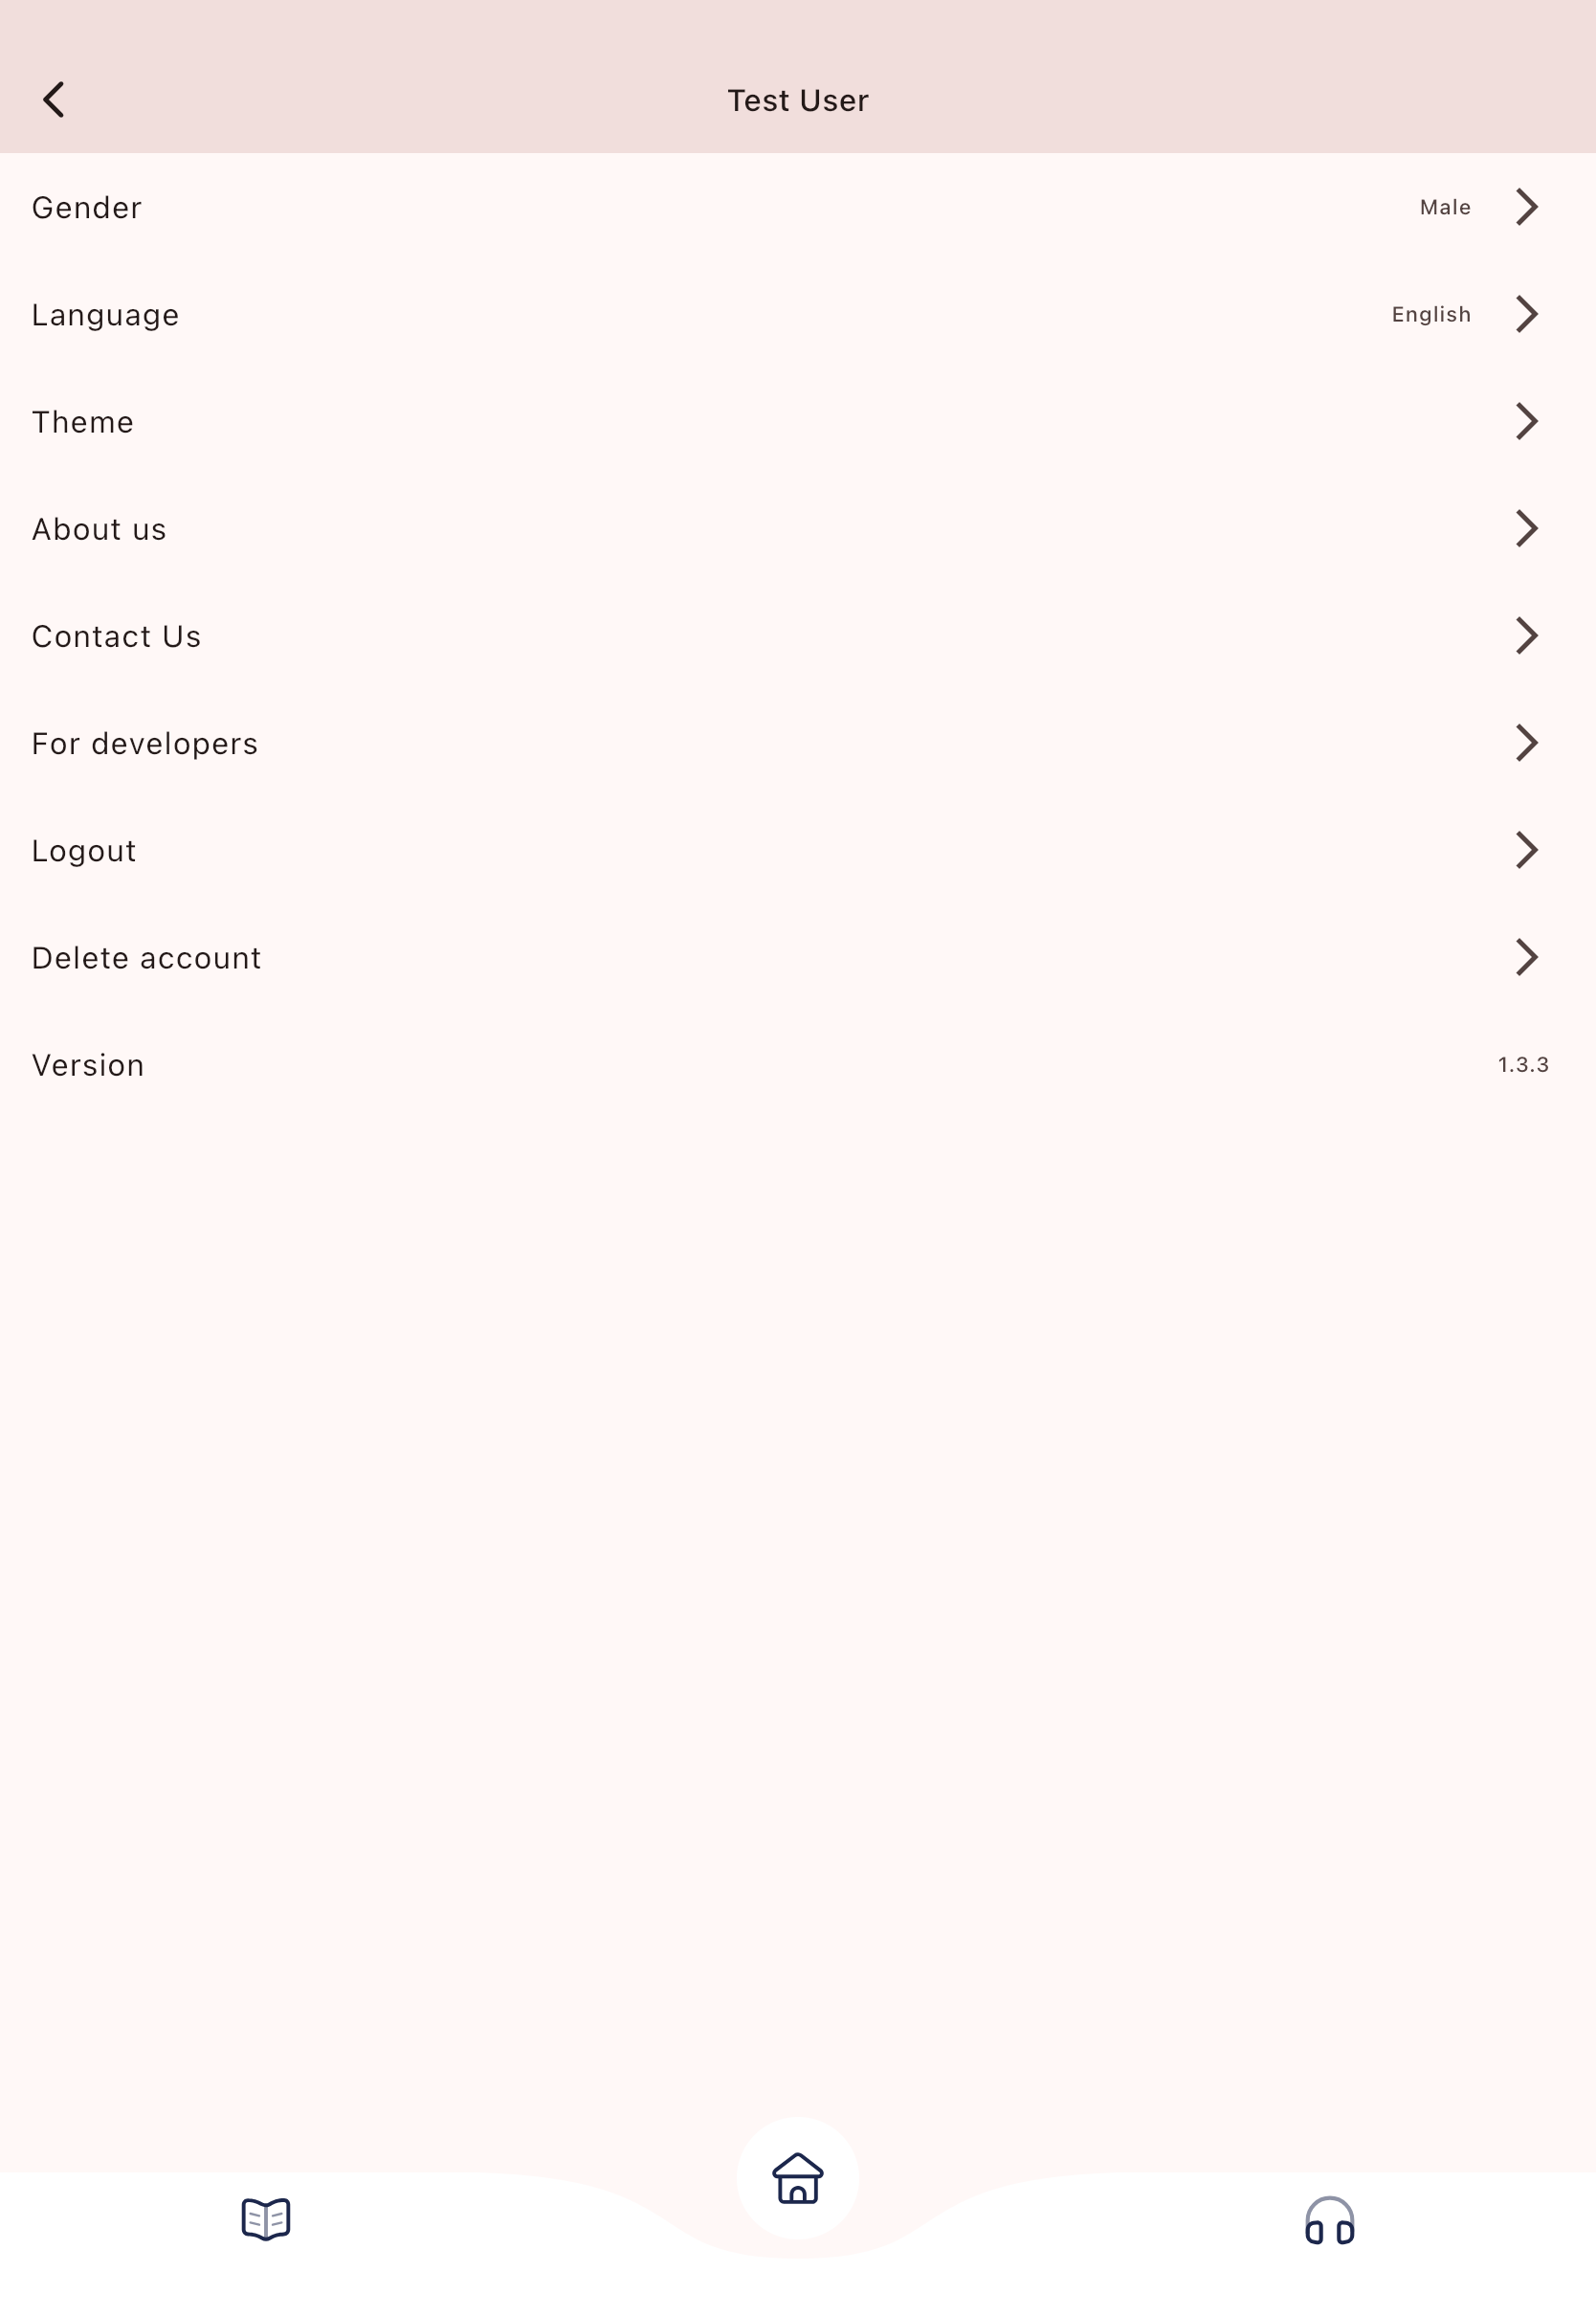 Test User
Gender Male
Language English
Theme
About us
Contact Us
For developers
Logout
Delete account
Version 1.3.3